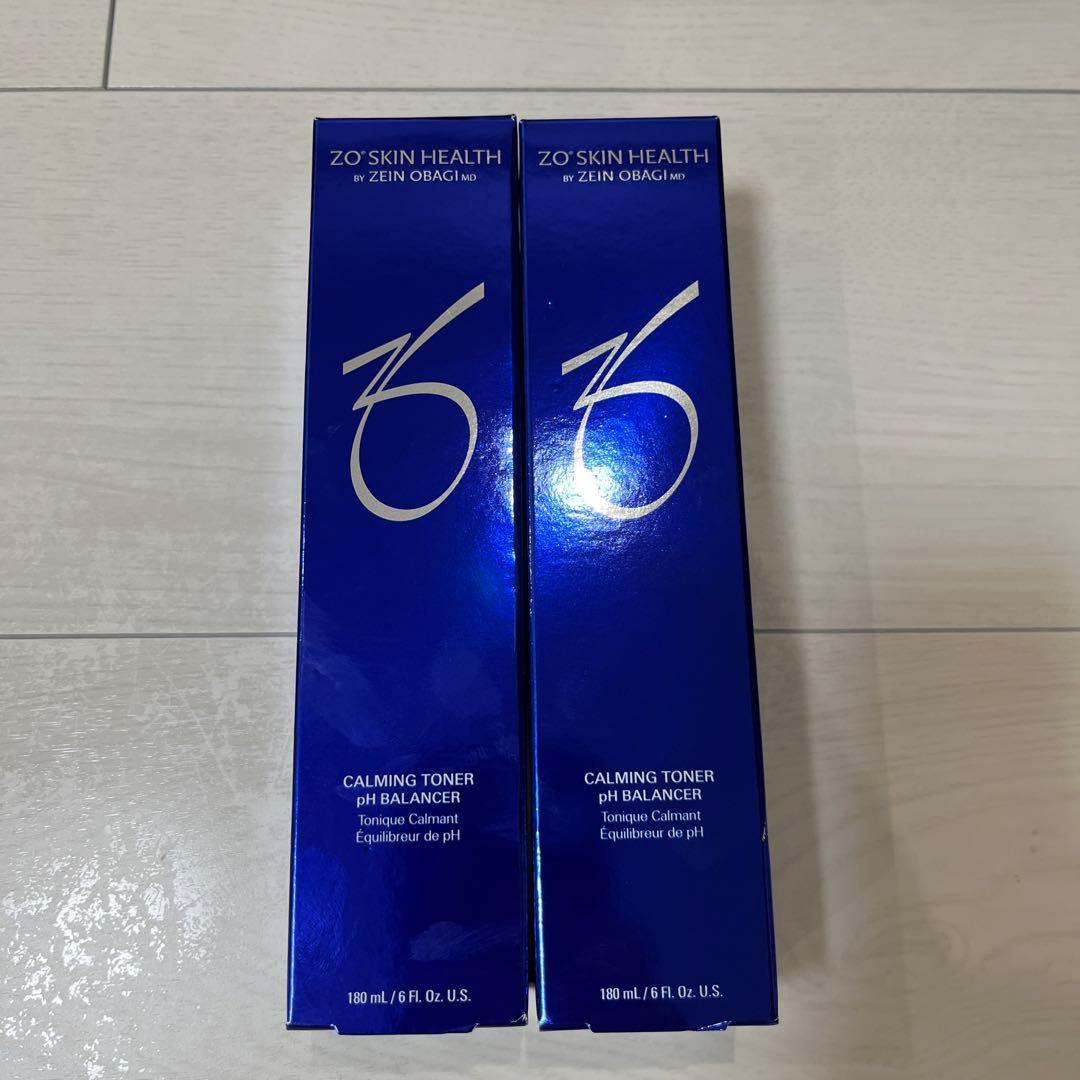 ZO® SKIN HEALTH
BY ZEIN OBAGI MD
CALMING TONER
pH BALANCER
Tonique Calmant
Équilibreur de pH
180 mL / 6 Fl. Oz. U.S.
ZO® SKIN HEALTH
BY ZEIN OBAGI MD
CALMING TONER
pH BALANCER
Tonique Calmant
Équilibreur de pH
180 mL / 6 Fl. Oz. U.S.